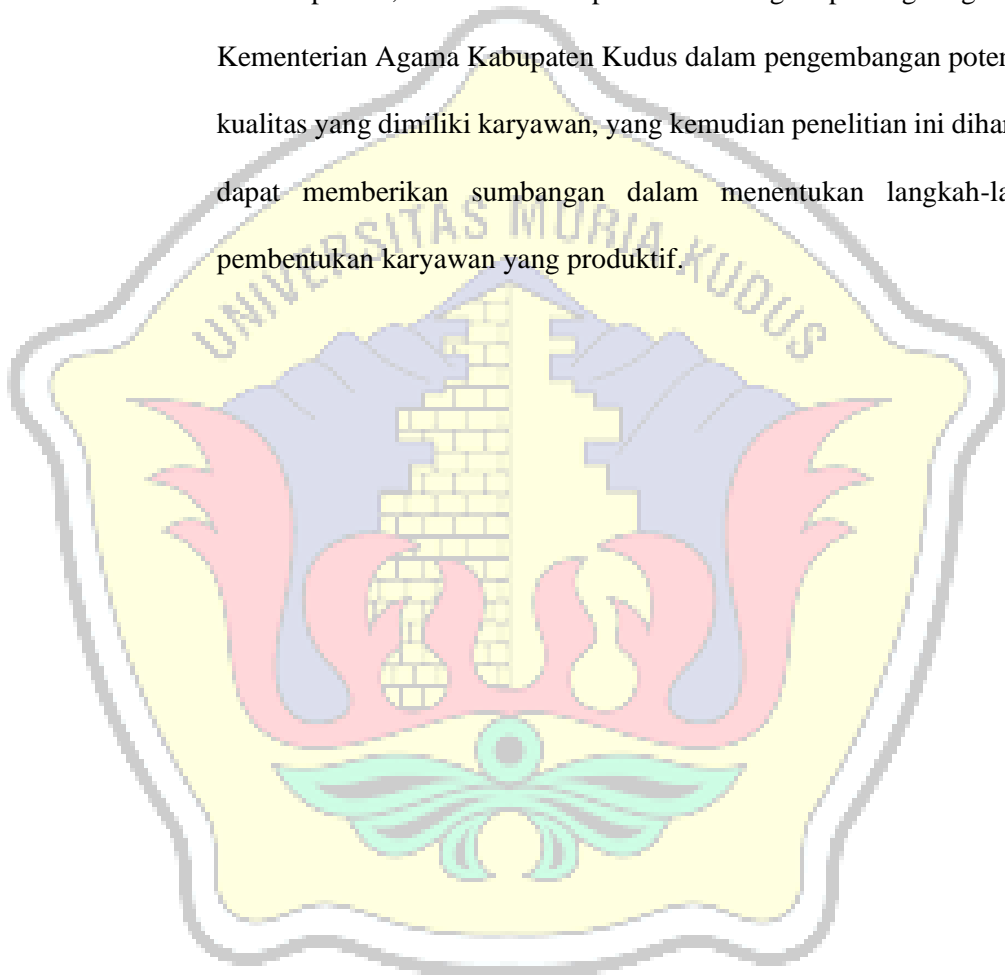 Kementerian Agama Kabupaten Kudus dalam pengembangan poten
kualitas yang dimiliki karyawan, yang kemudian penelitian ini dihar
dapat memberikan sumbangan dalam menentukan langkah-la
pembentukan karyawan yang produktif.
UNIVERSITAS MURIA KUDUS